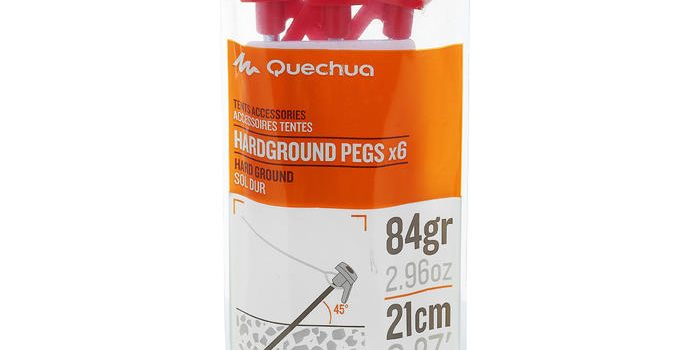 Quechua
TENTS ACCESSORIES
ACCESSOIRES TENTES
HARDGROUND PEGS x6
HARD GROUND
SOL DUR
84gr
2.96oz
45°
21cm